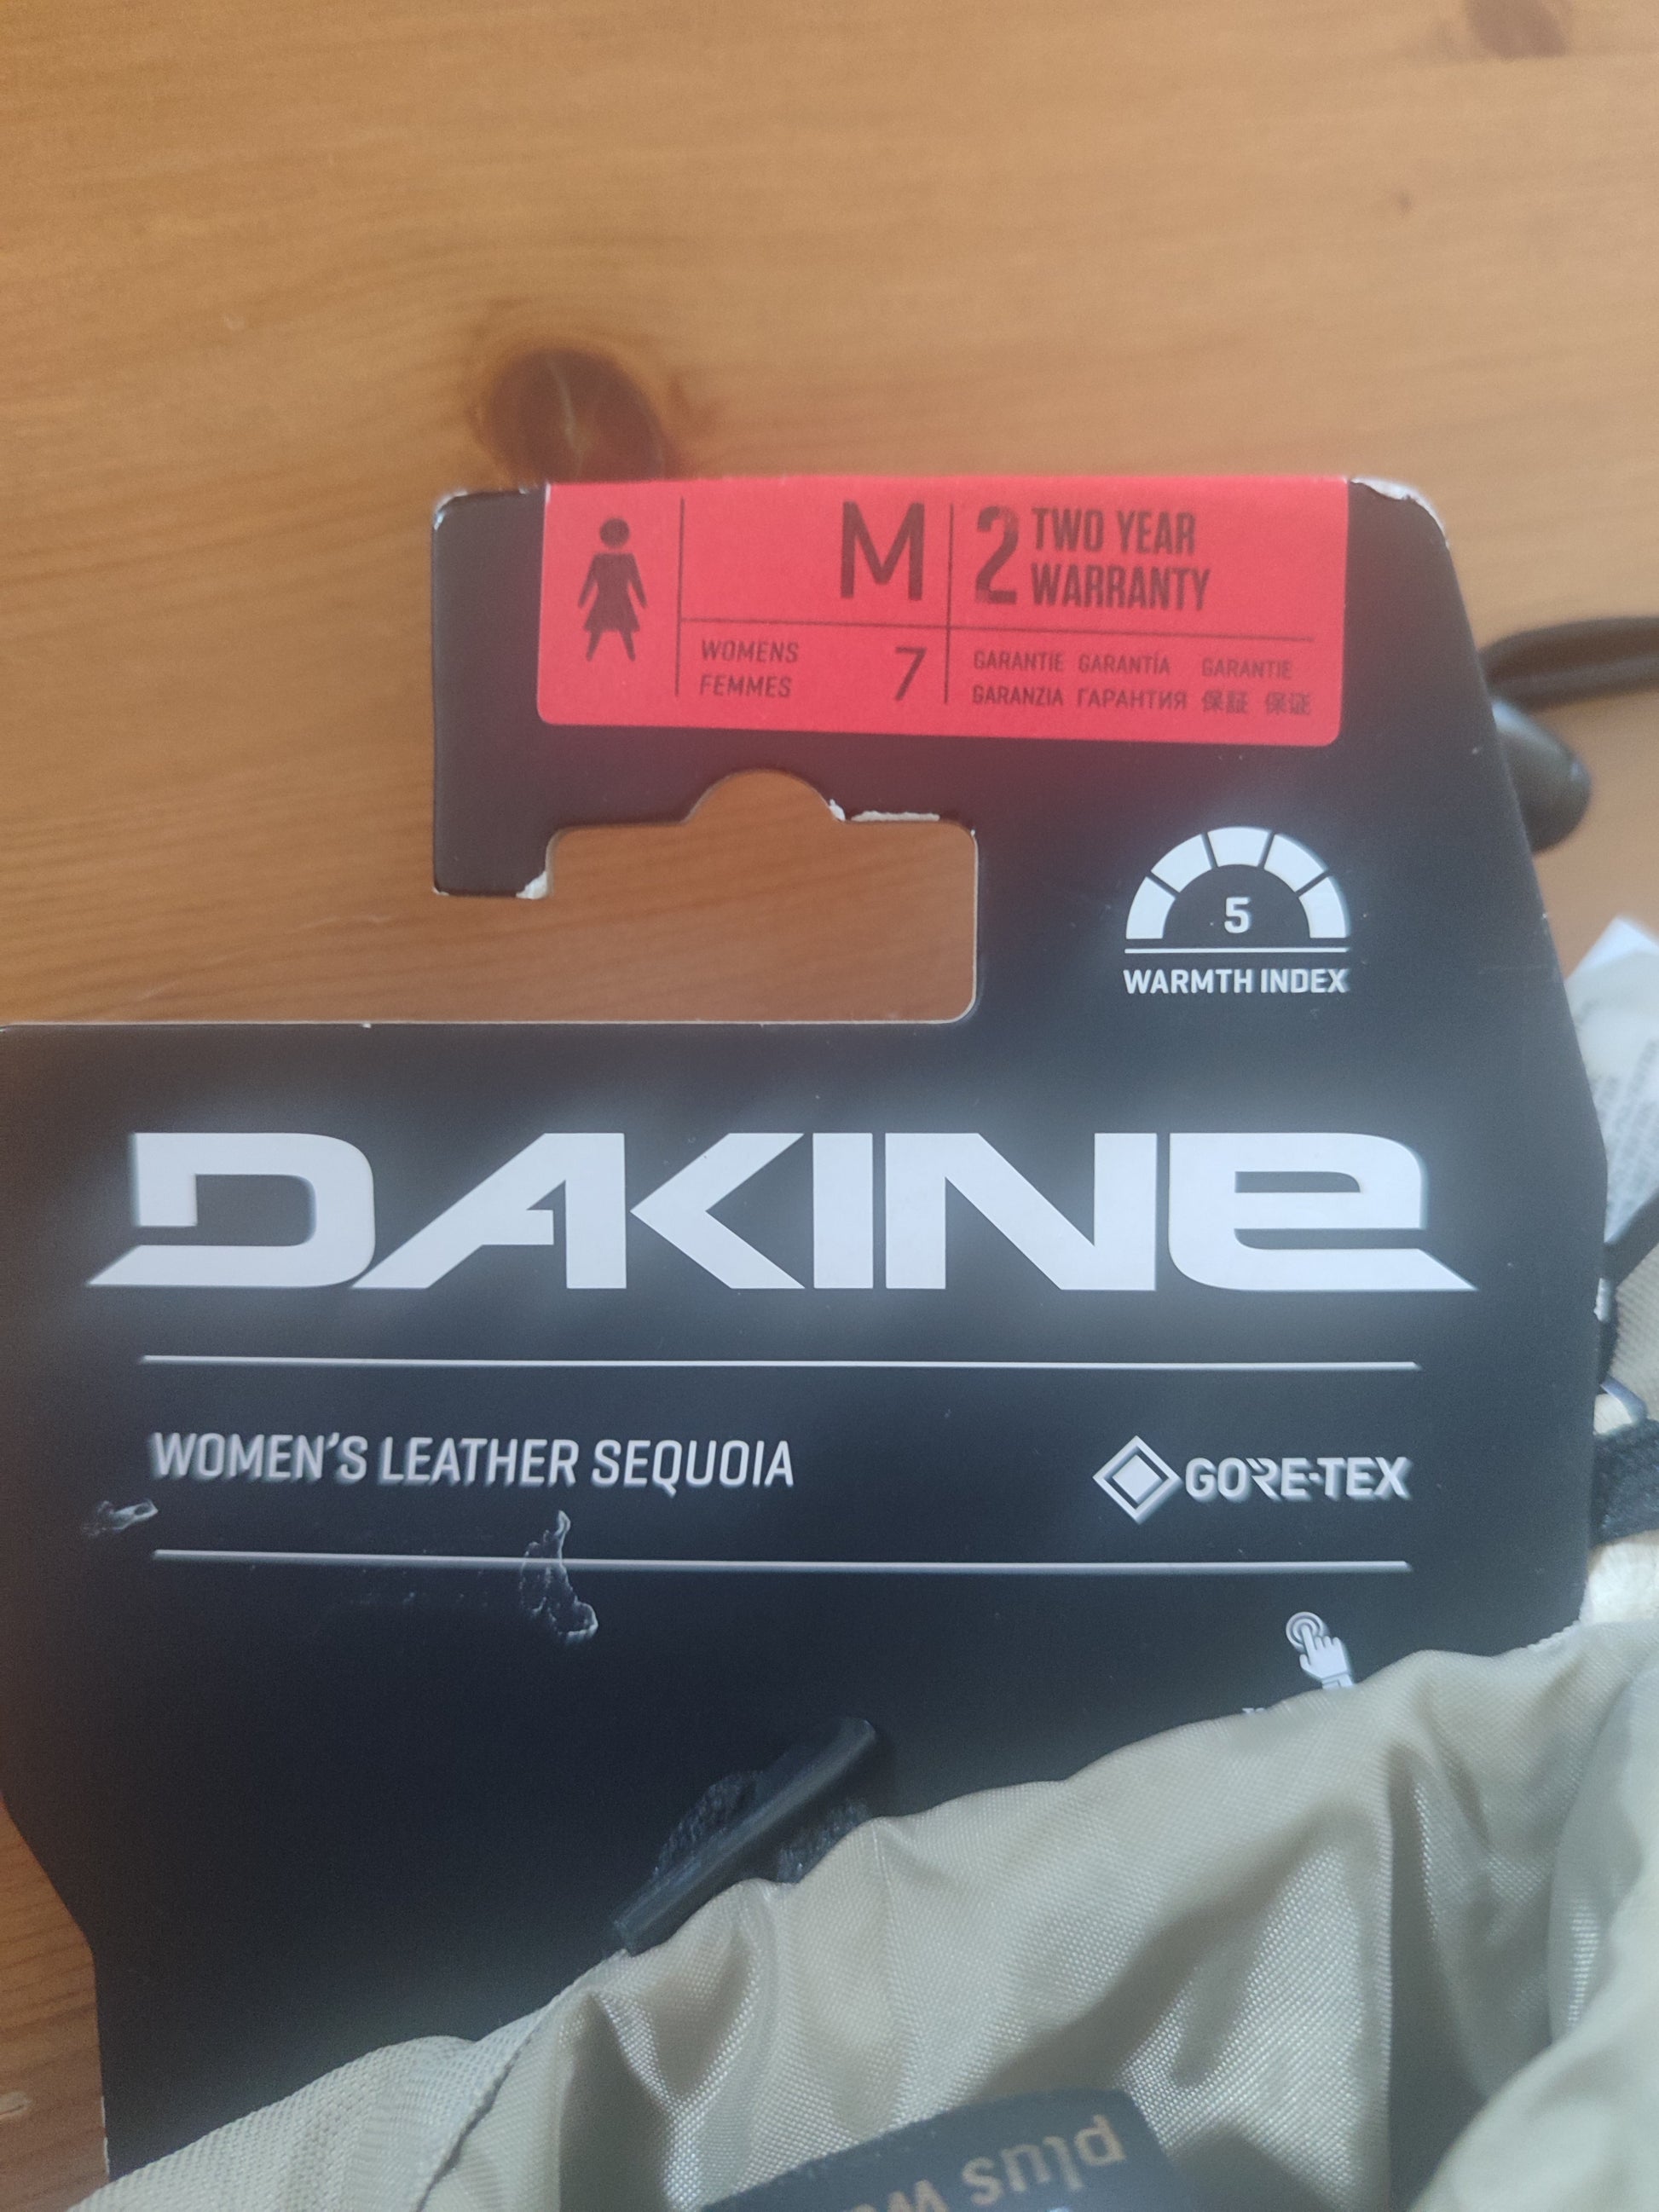 M
WOMENS
FEMMES
7
2 TWO YEAR
WARRANTY
GARANTIE GARANTÍA GARANTIE
GARANZIA ГАРАНТИЯ 保証 保证
5
WARMTH INDEX
DAKINE
WOMEN'S LEATHER SEQUOIA
GORE-TEX
plus